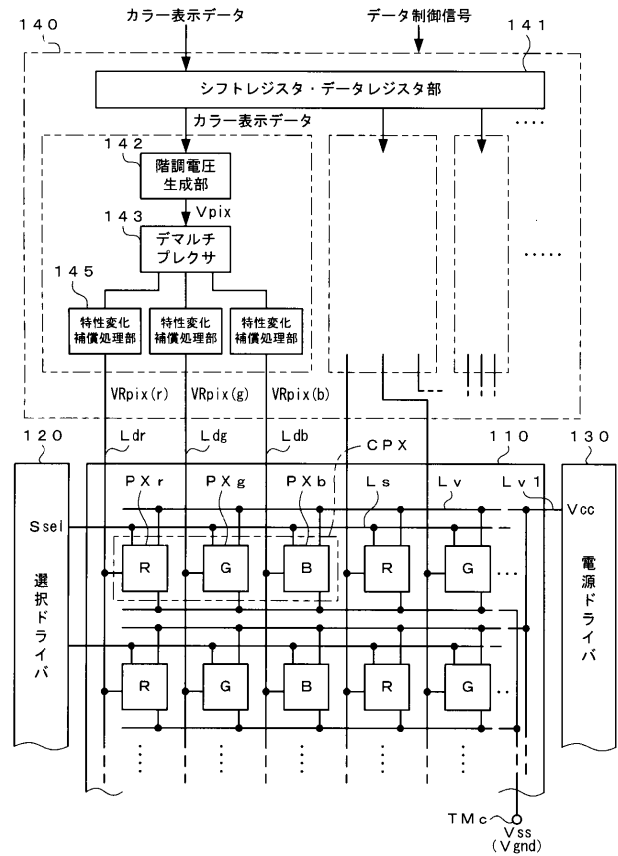 カラー表示データ
データ制御信号
140
141
シフトレジスタ・データレジスタ部
カラー表示データ
142
階調電圧
生成部
Vpix
143
デマルチ
プレクサ
145
特性変化
補償処理部
特性変化
補償処理部
特性変化
補償処理部
VRpix(r)
VRpix(g)
VRpix(b)
120
Ldr
Ldg
Ldb
CPX
110
130
PXr
PXg
PXb
Ls
Lv
Lv1
Vcc
Ssel
R
G
B
R
G
選択ドライバ
電源ドライバ
R
G
B
R
G
TMc
Vss
(Vgnd)